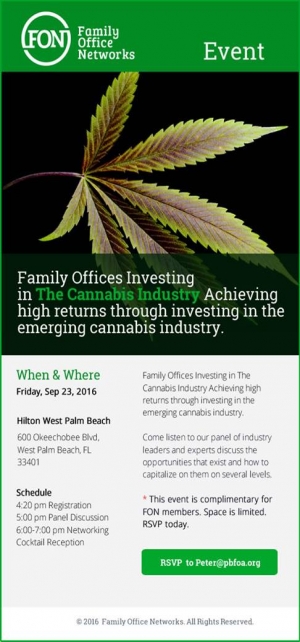 FON
Family
Office
Networks
Event
Family Offices Investing
in The Cannabis Industry Achieving
high returns through investing in the
emerging cannabis industry.
When & Where
Friday, Sep 23, 2016
Hilton West Palm Beach
600 Okeechobee Blvd,
West Palm Beach, FL
33401
Schedule
4:20 pm Registration
5:00 pm Panel Discussion
6:00-7:00 pm Networking
Cocktail Reception
Family Offices Investing in The
Cannabis Industry Achieving high
returns through investing in the
emerging cannabis industry.
Come listen to our panel of industry
leaders and experts discuss the
opportunities that exist and how to
capitalize on them on several levels.
* This event is complimentary for
FON members. Space is limited.
RSVP today.
RSVP to Peter@pbfoa.org
© 2016 Family Office Networks. All Rights Reserved.